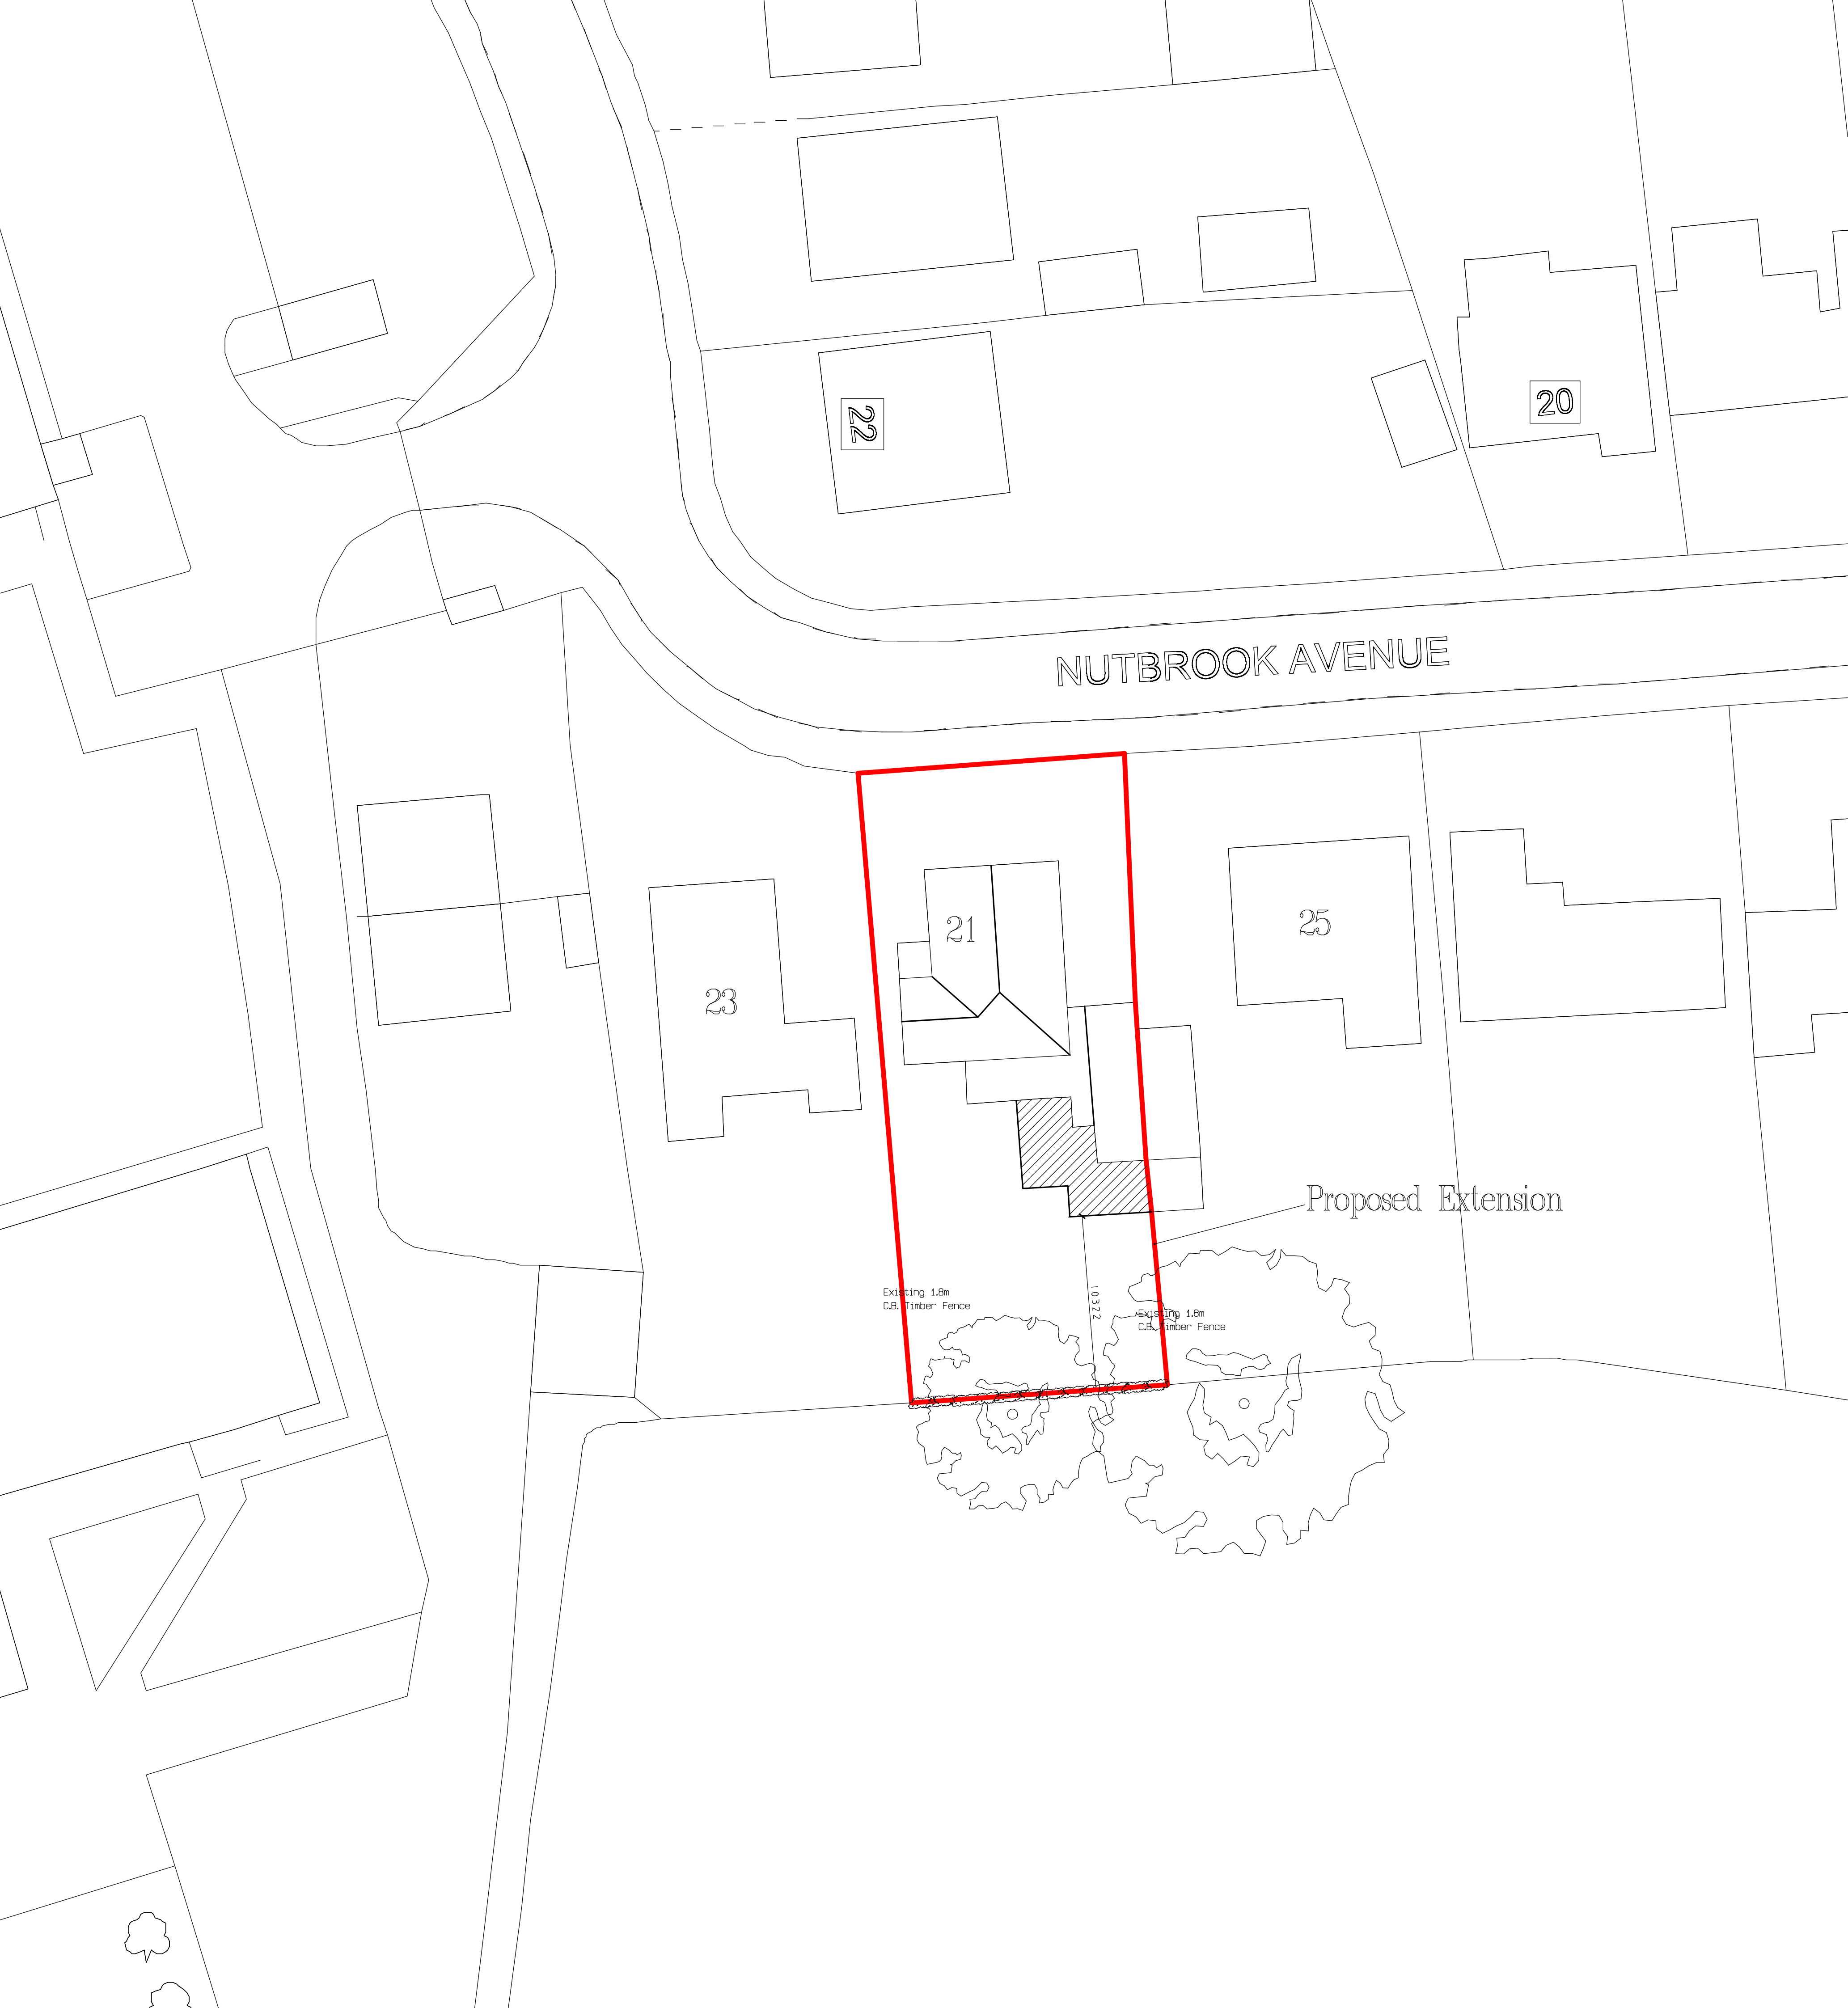 22
20
NUTBROOK AVENUE
21
25
23
Proposed Extension
Existing 1.8m
C.B. Timber Fence
10322
Existing 1.8m
C.B. Timber Fence